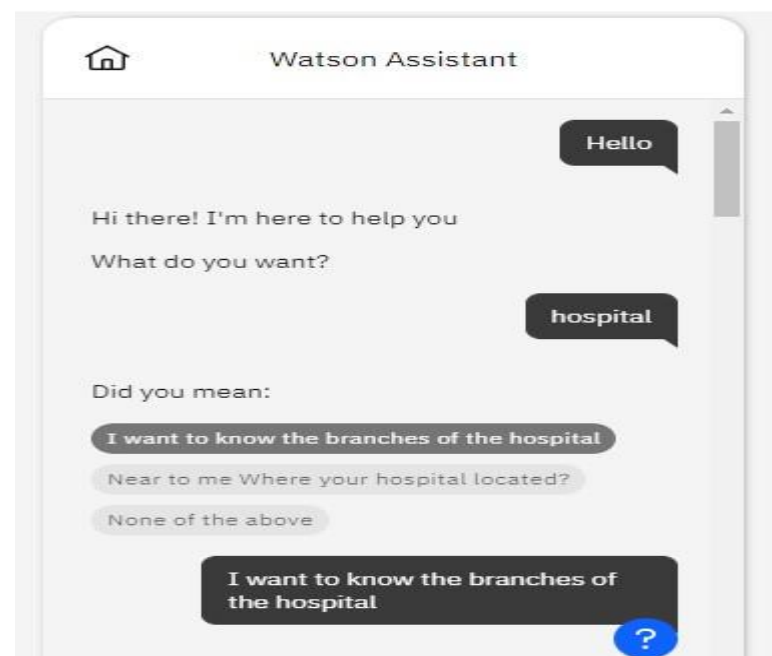 Watson Assistant
Hello
Hi there! I'm here to help you
What do you want?
hospital
Did you mean:
I want to know the branches of the hospital
Near to me Where your hospital located?
None of the above
I want to know the branches of
the hospital
?